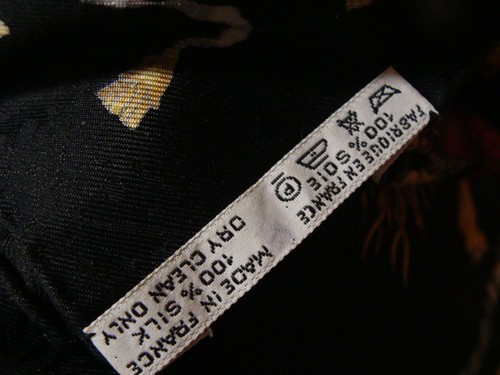 FABRIQUE EN FRANCE
100% SOIE
P
MADE IN FRANCE
100% SILK
DRY CLEAN ONLY